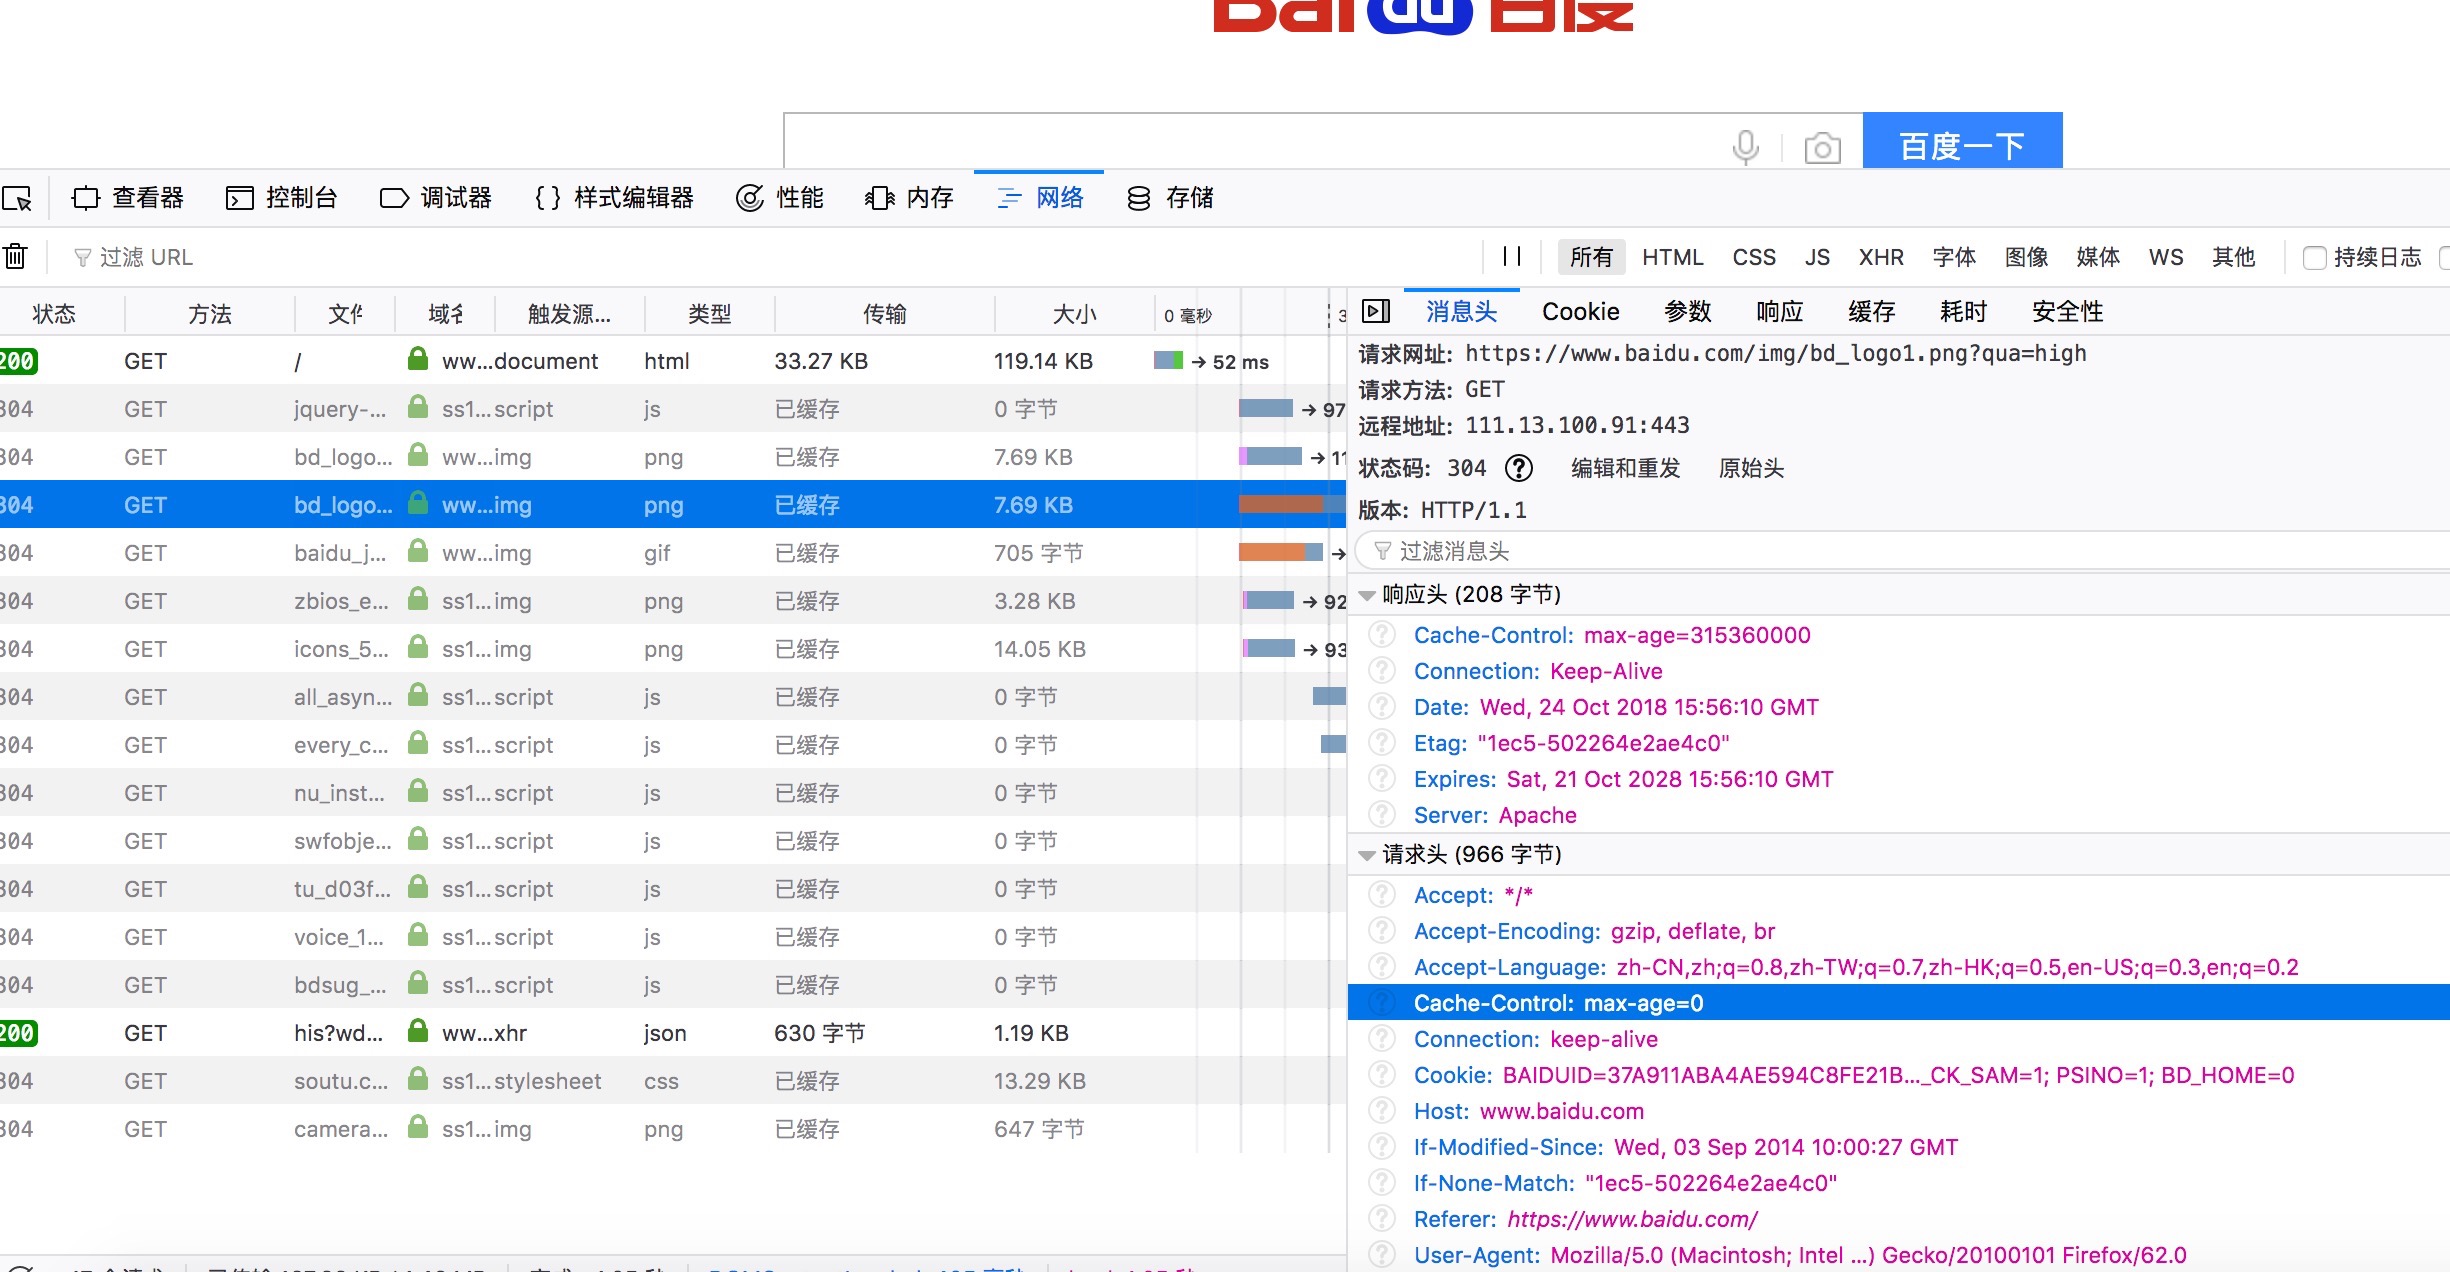 Bai du 百度
百度一下
查看器 控制台 调试器 {} 样式编辑器 性能 内存 网络 存储
过滤 URL
所有 HTML CSS JS XHR 字体 图像 媒体 WS 其他 持续日志
状态 方法 文件 域名 触发源... 类型 传输 大小 0 毫秒 3
200 GET / ww... document html 33.27 KB 119.14 KB → 52 ms
304 GET jquery-... ss1... script js 已缓存 0 字节 → 97
304 GET bd_logo... ww... img png 已缓存 7.69 KB → 11
304 GET bd_logo... ww... img png 已缓存 7.69 KB
304 GET baidu_j... ww... img gif 已缓存 705 字节 →
304 GET zbios_e... ss1... img png 已缓存 3.28 KB → 92
304 GET icons_5... ss1... img png 已缓存 14.05 KB → 93
304 GET all_asyn... ss1... script js 已缓存 0 字节
304 GET every_c... ss1... script js 已缓存 0 字节
304 GET nu_inst... ss1... script js 已缓存 0 字节
304 GET swfobje... ss1... script js 已缓存 0 字节
304 GET tu_d03f... ss1... script js 已缓存 0 字节
304 GET voice_1... ss1... script js 已缓存 0 字节
304 GET bdsug_... ss1... script js 已缓存 0 字节
200 GET his?wd... ww... xhr json 630 字节 1.19 KB
304 GET soutu.c... ss1... stylesheet css 已缓存 13.29 KB
304 GET camera... ss1... img png 已缓存 647 字节
消息头 Cookie 参数 响应 缓存 耗时 安全性
请求网址: https://www.baidu.com/img/bd_logo1.png?qua=high
请求方法: GET
远程地址: 111.13.100.91:443
状态码: 304 ? 编辑和重发 原始头
版本: HTTP/1.1
过滤消息头
响应头 (208 字节)
Cache-Control: max-age=315360000
Connection: Keep-Alive
Date: Wed, 24 Oct 2018 15:56:10 GMT
Etag: "1ec5-502264e2ae4c0"
Expires: Sat, 21 Oct 2028 15:56:10 GMT
Server: Apache
请求头 (966 字节)
Accept: */*
Accept-Encoding: gzip, deflate, br
Accept-Language: zh-CN,zh;q=0.8,zh-TW;q=0.7,zh-HK;q=0.5,en-US;q=0.3,en;q=0.2
Cache-Control: max-age=0
Connection: keep-alive
Cookie: BAIDUID=37A911ABA4AE594C8FE21B..._CK_SAM=1; PSINO=1; BD_HOME=0
Host: www.baidu.com
If-Modified-Since: Wed, 03 Sep 2014 10:00:27 GMT
If-None-Match: "1ec5-502264e2ae4c0"
Referer: https://www.baidu.com/
User-Agent: Mozilla/5.0 (Macintosh; Intel ...) Gecko/20100101 Firefox/62.0